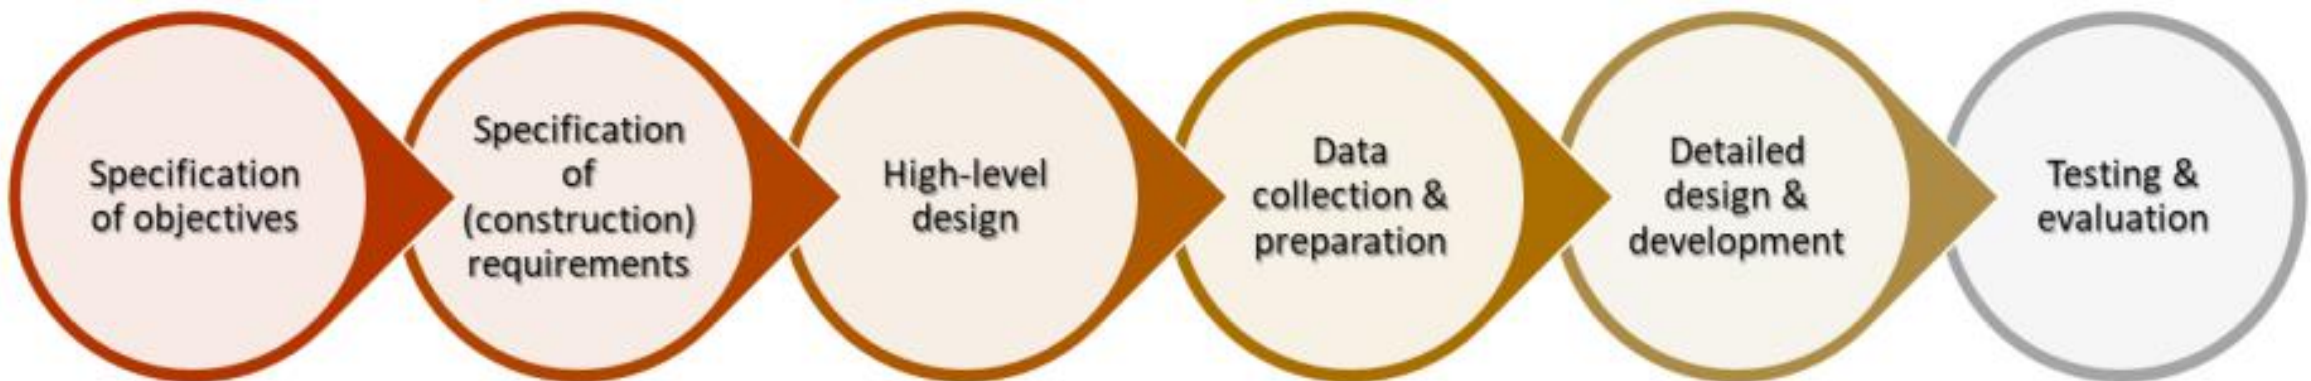 Specification
of objectives
Specification
of
(construction)
requirements
High-level
design
Data
collection &
preparation
Detailed
design &
development
Testing &
evaluation